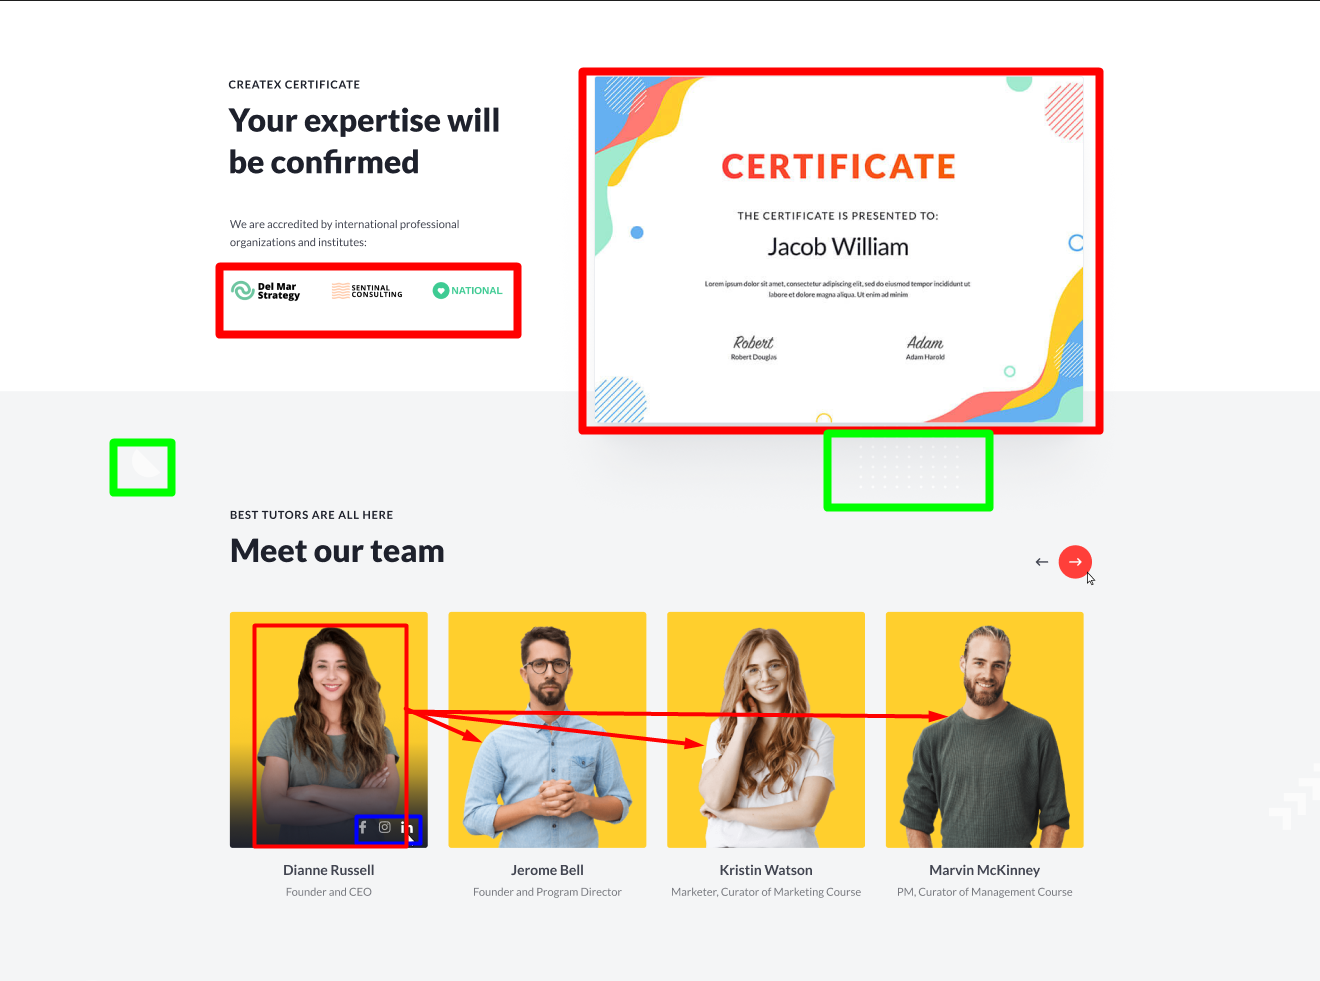 CREATEX CERTIFICATE
Your expertise will
be confirmed
We are accredited by international professional
organizations and institutes:
Del Mar
Strategy
SENTINAL
CONSULTING
NATIONAL
CERTIFICATE
THE CERTIFICATE IS PRESENTED TO:
Jacob William
Lorem ipsum dolor sit amet, consectetur adipiscing elit, sed do eiusmod tempor incididunt ut
labore et dolore magna aliqua. Ut enim ad minim
Robert
Robert Douglas
Adam
Adam Harold
BEST TUTORS ARE ALL HERE
Meet our team
Dianne Russell
Founder and CEO
Jerome Bell
Founder and Program Director
Kristin Watson
Marketer, Curator of Marketing Course
Marvin McKinney
PM, Curator of Management Course